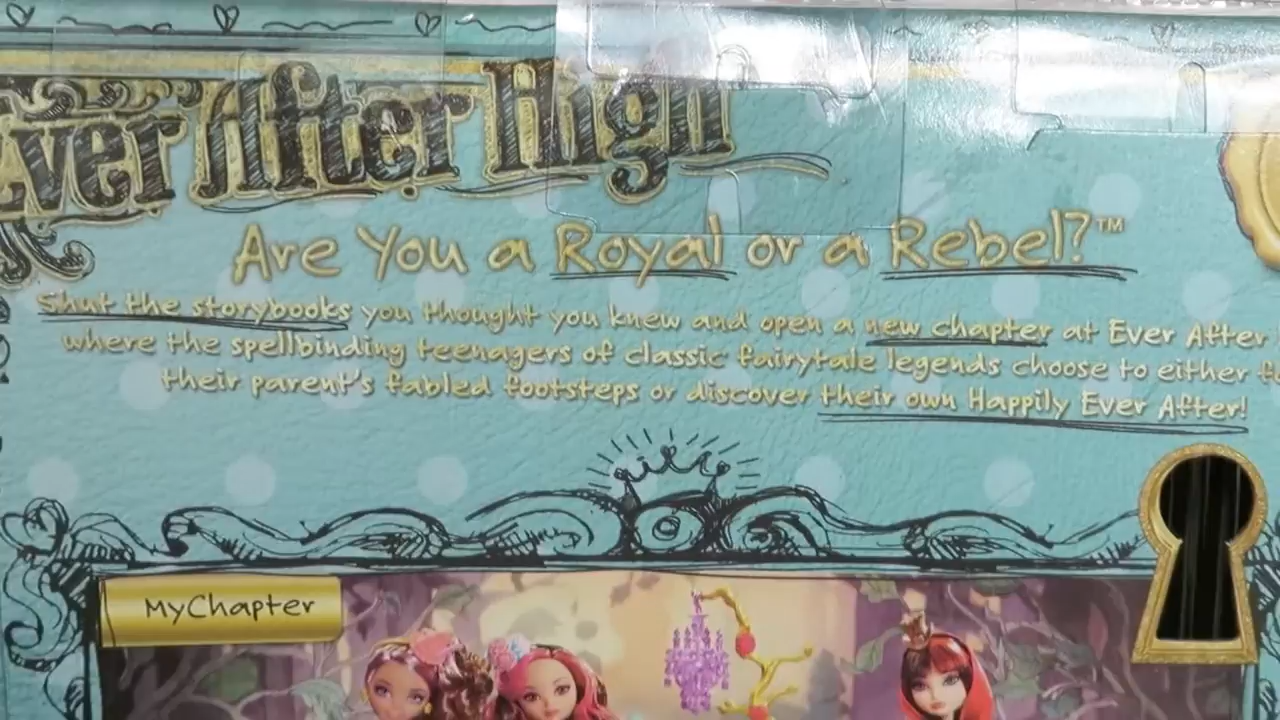 Ever After High
Are You a Royal or a Rebel?™
Shut the storybooks you thought you knew and open a new chapter at Ever After
where the spellbinding teenagers of classic fairytale legends choose to either
their parent's fabled footsteps or discover their own Happily Ever After!
MyChapter